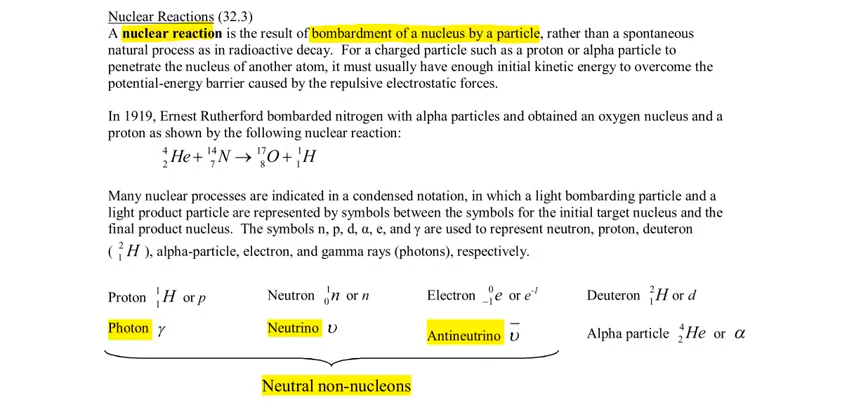 Nuclear Reactions (32.3)
A nuclear reaction is the result of bombardment of a nucleus by a particle, rather than a spontaneous
natural process as in radioactive decay.  For a charged particle such as a proton or alpha particle to
penetrate the nucleus of another atom, it must usually have enough initial kinetic energy to overcome the
potential-energy barrier caused by the repulsive electrostatic forces.
In 1919, Ernest Rutherford bombarded nitrogen with alpha particles and obtained an oxygen nucleus and a
proton as shown by the following nuclear reaction:
⁴₂He + ¹⁴₇N → ¹⁷₈O + ¹₁H
Many nuclear processes are indicated in a condensed notation, in which a light bombarding particle and a
light product particle are represented by symbols between the symbols for the initial target nucleus and the
final product nucleus.  The symbols n, p, d, α, e, and γ are used to represent neutron, proton, deuteron
( ²₁H ), alpha-particle, electron, and gamma rays (photons), respectively.
Proton ¹₁H or p   Neutron ¹₀n or n   Electron ⁰₋₁e or e⁻¹   Deuteron ²₁H or d
Photon γ   Neutrino υ   Antineutrino ῡ   Alpha particle ⁴₂He or α
Neutral non-nucleons